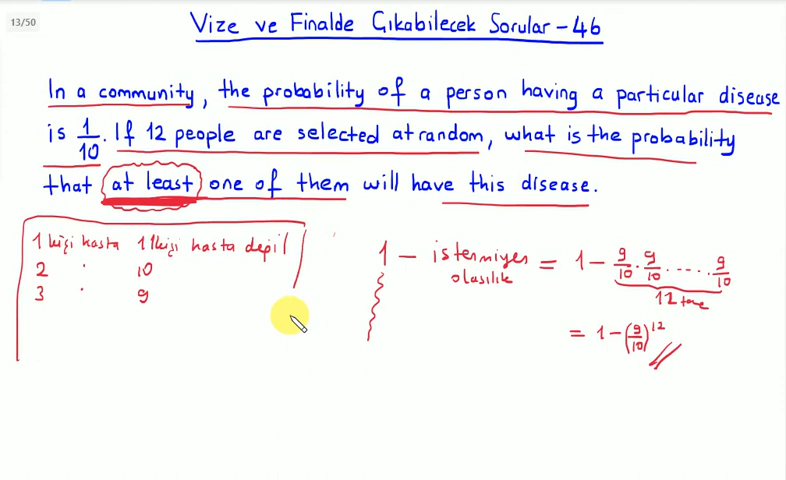 13/50
Vize ve Finalde Çıkabilecek Sorular - 46
In a community, the probability of a person having a particular disease
is 1/10. If 12 people are selected at random, what is the probability
that at least one of them will have this disease.
1 kişi hasta 11 kişi hasta değil
2 " 10
3 " 9
1 - istenmiyen olasılık = 1 - 9/10 . 9/10 . .... . 9/10
12 tane
= 1 - (9/10)^12